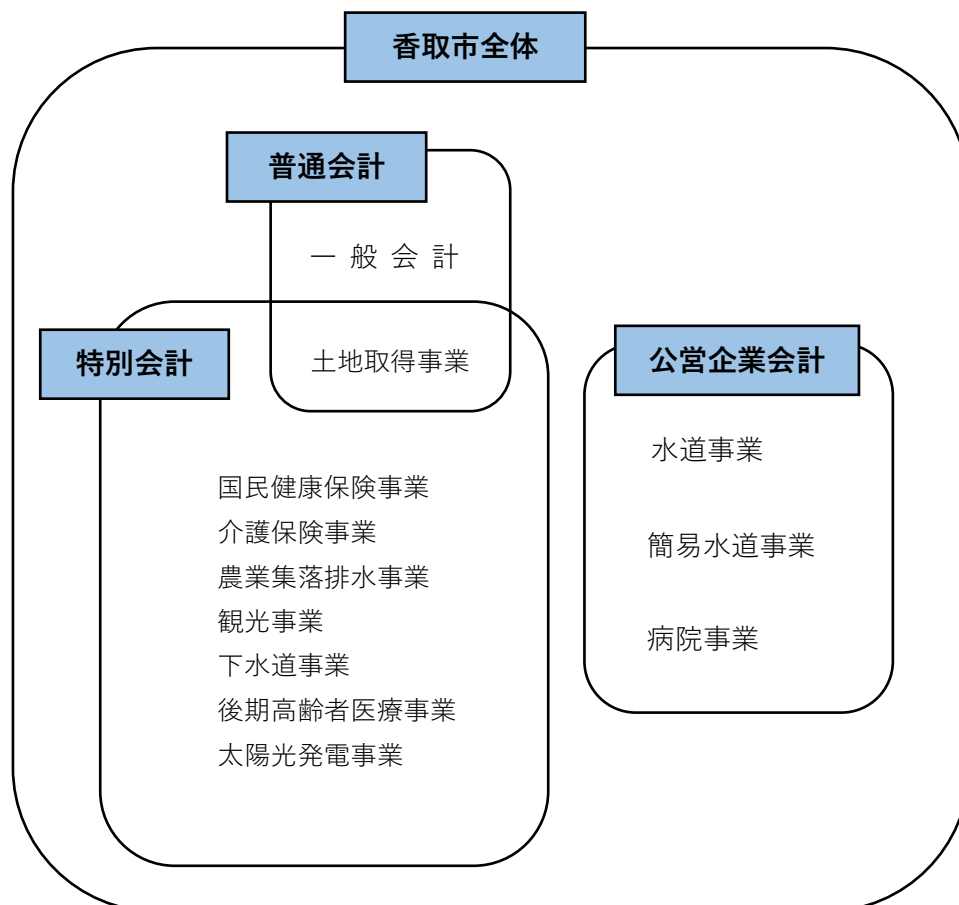 香取市全体
普通会計
一般会計
特別会計
土地取得事業
国民健康保険事業
介護保険事業
農業集落排水事業
観光事業
下水道事業
後期高齢者医療事業
太陽光発電事業
公営企業会計
水道事業
簡易水道事業
病院事業